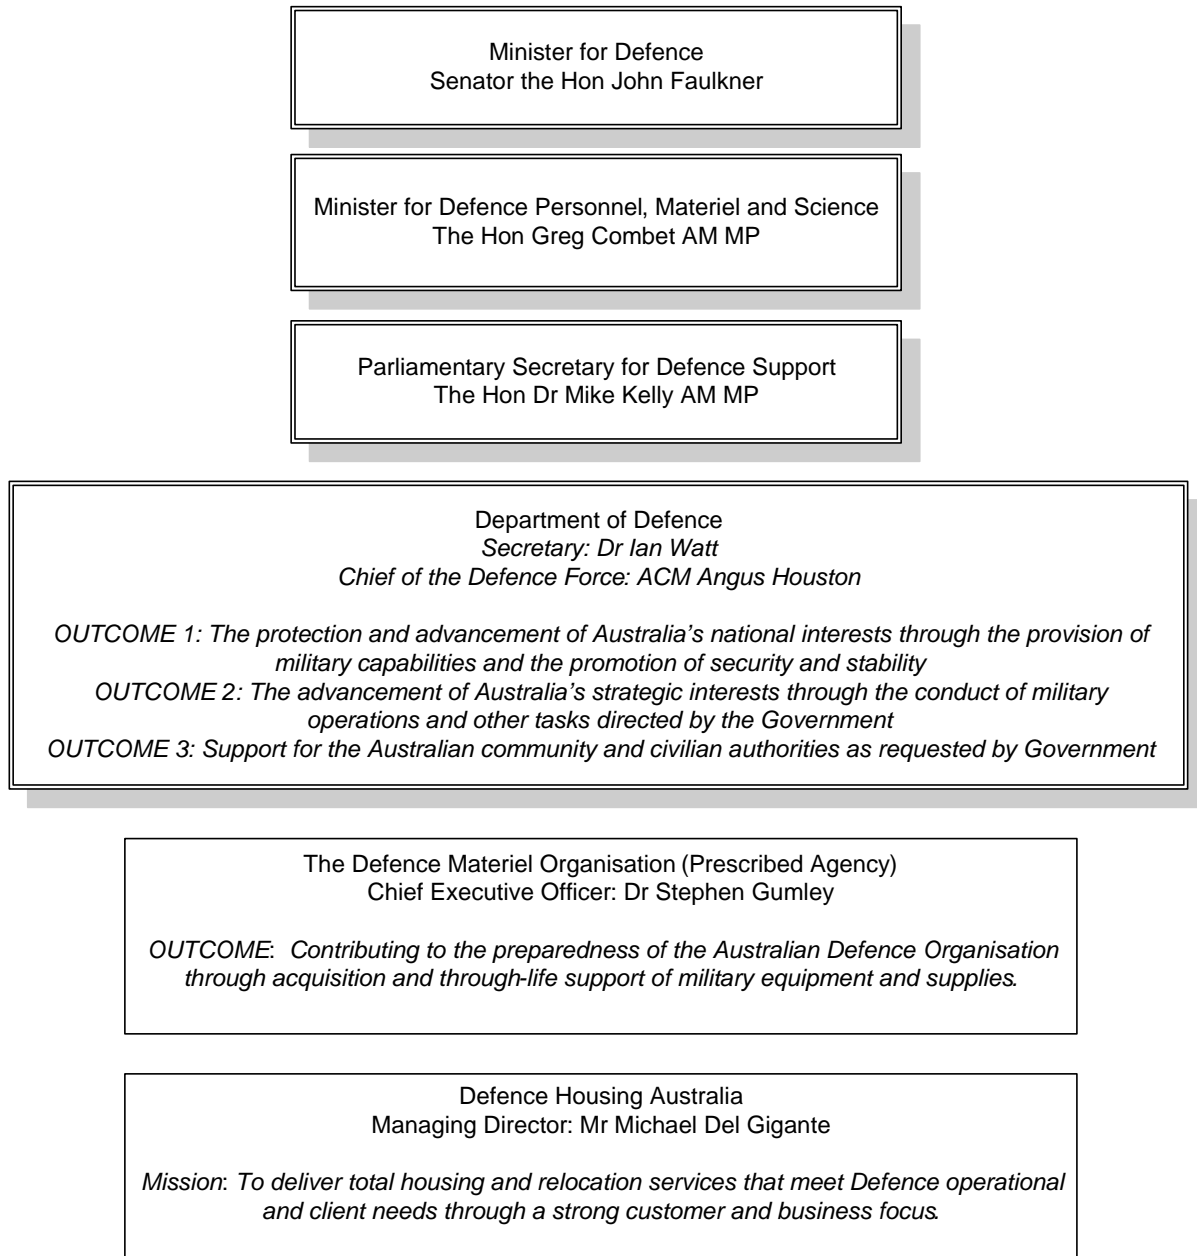 Minister for Defence
Senator the Hon John Faulkner
Minister for Defence Personnel, Materiel and Science
The Hon Greg Combet AM MP
Parliamentary Secretary for Defence Support
The Hon Dr Mike Kelly AM MP
Department of Defence
Secretary: Dr Ian Watt
Chief of the Defence Force: ACM Angus Houston
OUTCOME 1: The protection and advancement of Australia's national interests through the provision of
military capabilities and the promotion of security and stability
OUTCOME 2: The advancement of Australia's strategic interests through the conduct of military
operations and other tasks directed by the Government
OUTCOME 3: Support for the Australian community and civilian authorities as requested by Government
The Defence Materiel Organisation (Prescribed Agency)
Chief Executive Officer: Dr Stephen Gumley
OUTCOME: Contributing to the preparedness of the Australian Defence Organisation
through acquisition and through-life support of military equipment and supplies.
Defence Housing Australia
Managing Director: Mr Michael Del Gigante
Mission: To deliver total housing and relocation services that meet Defence operational
and client needs through a strong customer and business focus.